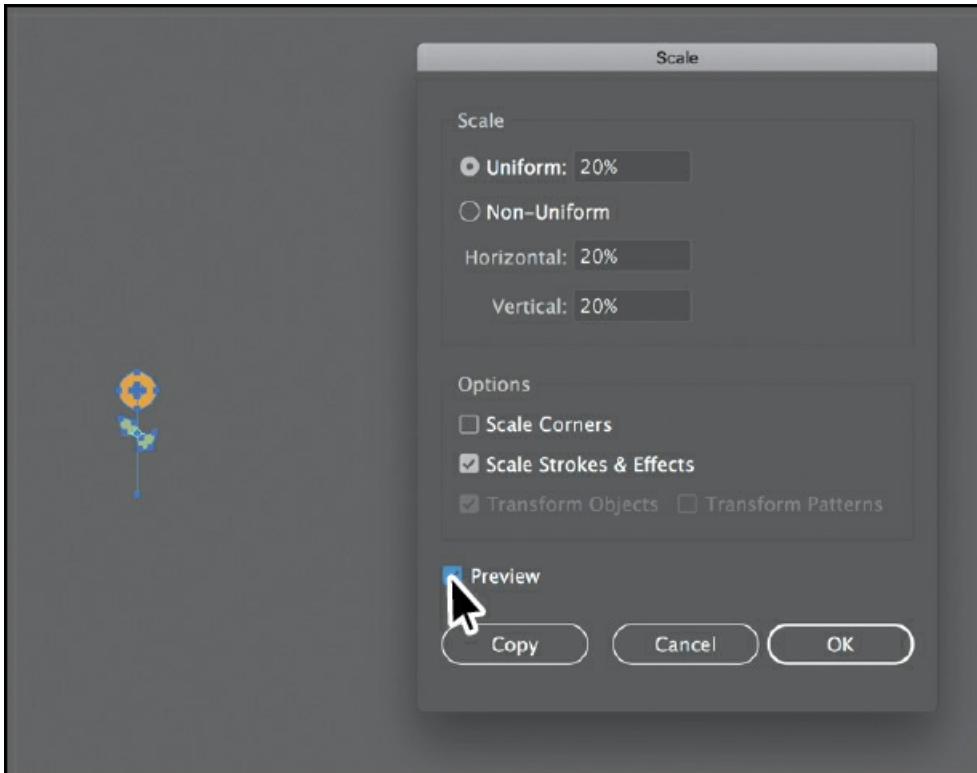 Scale
Scale
Uniform: 20%
Non-Uniform
Horizontal: 20%
Vertical: 20%
Options
Scale Corners
Scale Strokes & Effects
Transform Objects Transform Patterns
Preview
Copy Cancel OK